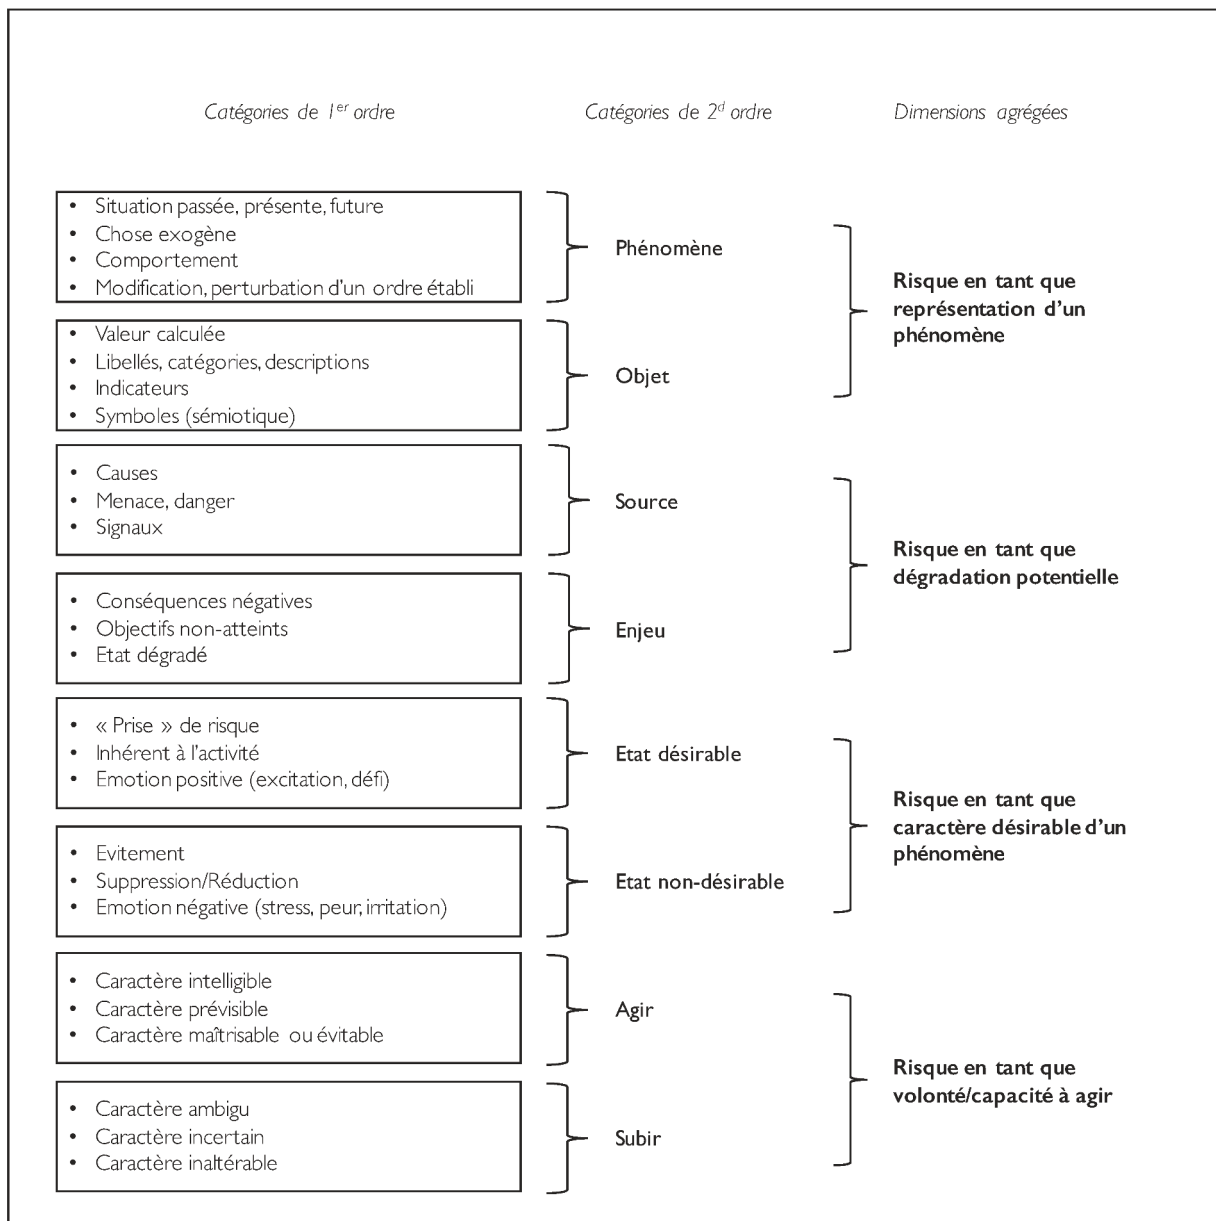 Catégories de 1er ordre
Catégories de 2d ordre
Dimensions agrégées
• Situation passée, présente, future
• Chose exogène
• Comportement
• Modification, perturbation d'un ordre établi
Phénomène
• Valeur calculée
• Libellés, catégories, descriptions
• Indicateurs
• Symboles (sémiotique)
Objet
Risque en tant que
représentation d'un
phénomène
• Causes
• Menace, danger
• Signaux
Source
• Conséquences négatives
• Objectifs non-atteints
• Etat dégradé
Enjeu
Risque en tant que
dégradation potentielle
• « Prise » de risque
• Inhérent à l'activité
• Emotion positive (excitation, défi)
Etat désirable
• Evitement
• Suppression/Réduction
• Emotion négative (stress, peur, irritation)
Etat non-désirable
Risque en tant que
caractère désirable d'un
phénomène
• Caractère intelligible
• Caractère prévisible
• Caractère maîtrisable ou évitable
Agir
• Caractère ambigu
• Caractère incertain
• Caractère inaltérable
Subir
Risque en tant que
volonté/capacité à agir